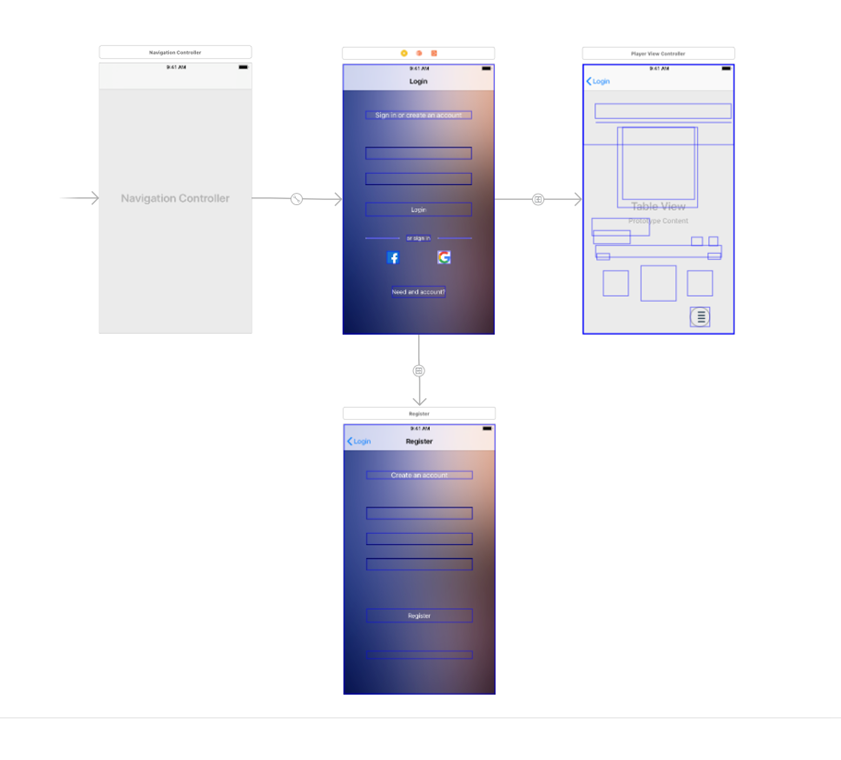 Navigation Controller
9:41 AM
Navigation Controller
9:41 AM
Login
Sign in or create an account
Login
or sign in
Need and account?
Player View Controller
9:41 AM
Login
Table View
Prototype Content
Register
9:41 AM
Login Register
Create an account
Register